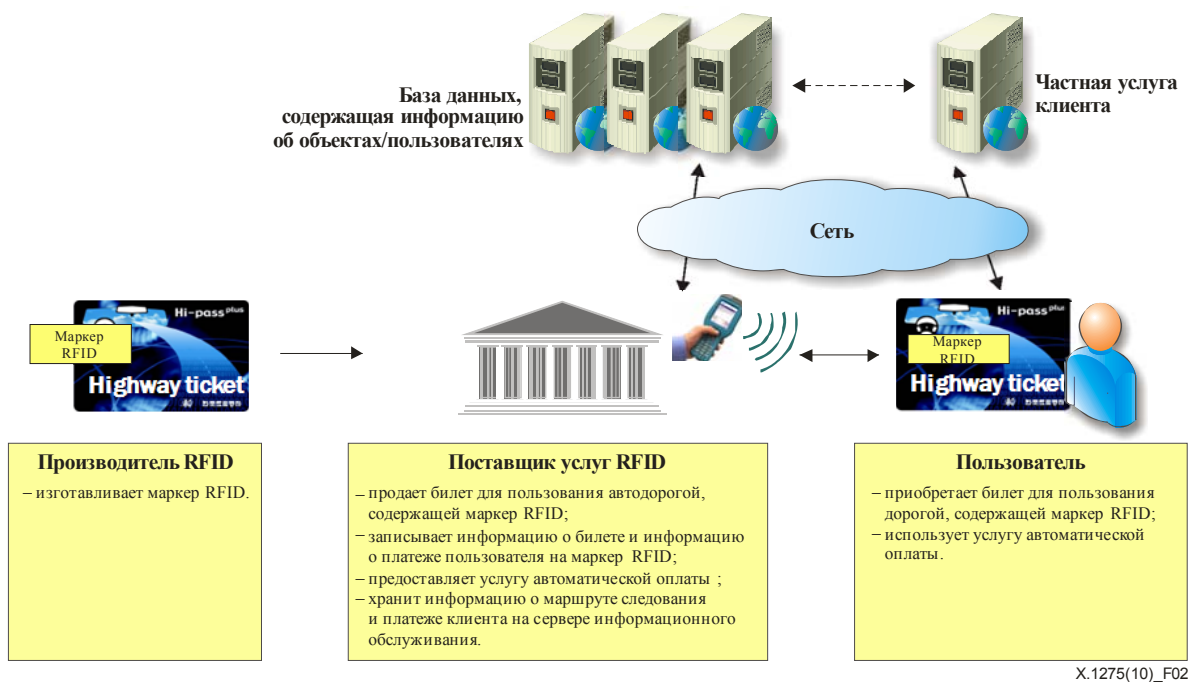 База данных,
содержащая информацию
об объектах/пользователях
Частная услуга
клиента
Сеть
Hi-pass plus
Маркер
RFID
Highway ticket
Hi-pass plus
Маркер
RFID
Highway ticket
Производитель RFID
– изготавливает маркер RFID.
Поставщик услуг RFID
– продает билет для пользования автодорогой,
содержащей маркер RFID;
– записывает информацию о билете и информацию
о платеже пользователя на маркер RFID;
– предоставляет услугу автоматической оплаты ;
– хранит информацию о маршруте следования
и платеже клиента на сервере информационного
обслуживания.
Пользователь
– приобретает билет для пользования
дорогой, содержащей маркер RFID;
– использует услугу автоматической
оплаты.
X.1275(10)_F02